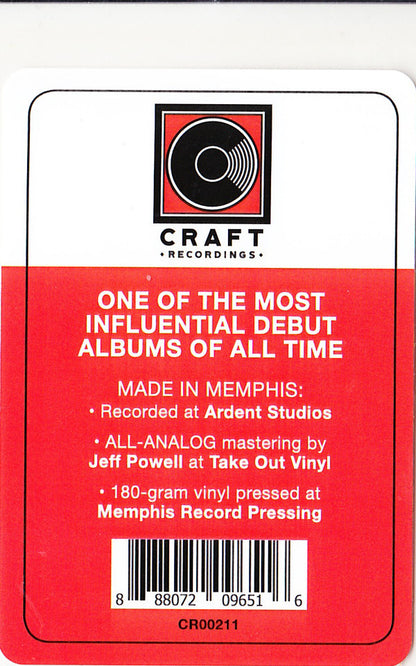 CRAFT
• RECORDINGS •
ONE OF THE MOST
INFLUENTIAL DEBUT
ALBUMS OF ALL TIME
MADE IN MEMPHIS:
• Recorded at Ardent Studios
• ALL-ANALOG mastering by
Jeff Powell at Take Out Vinyl
• 180-gram vinyl pressed at
Memphis Record Pressing
8 88072 09651 6
CR00211